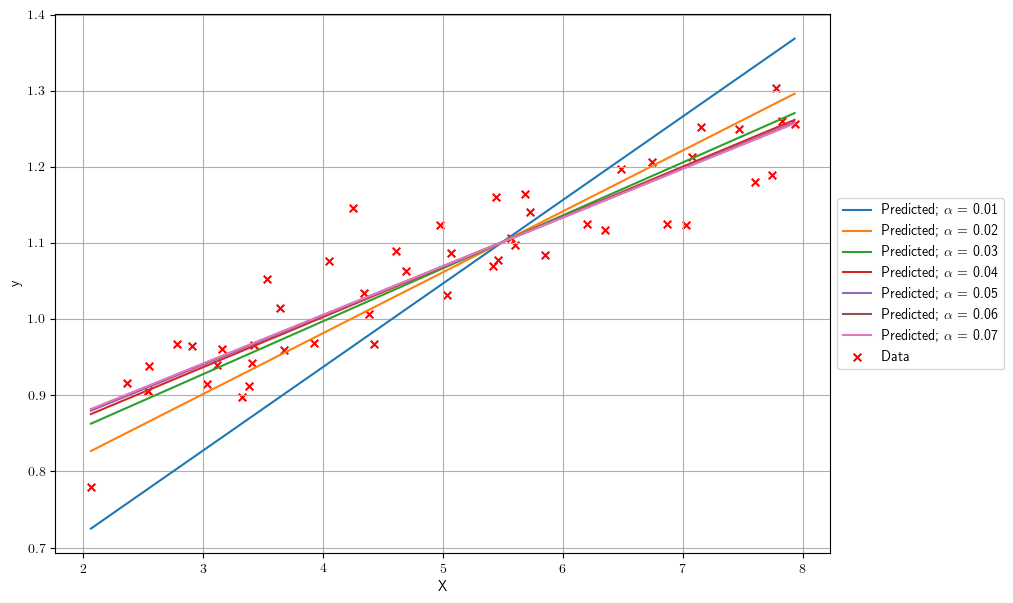 1.4
1.3
1.2
1.1
1.0
0.9
0.8
0.7
y
2 3 4 5 6 7 8
X
Predicted; α = 0.01
Predicted; α = 0.02
Predicted; α = 0.03
Predicted; α = 0.04
Predicted; α = 0.05
Predicted; α = 0.06
Predicted; α = 0.07
Data